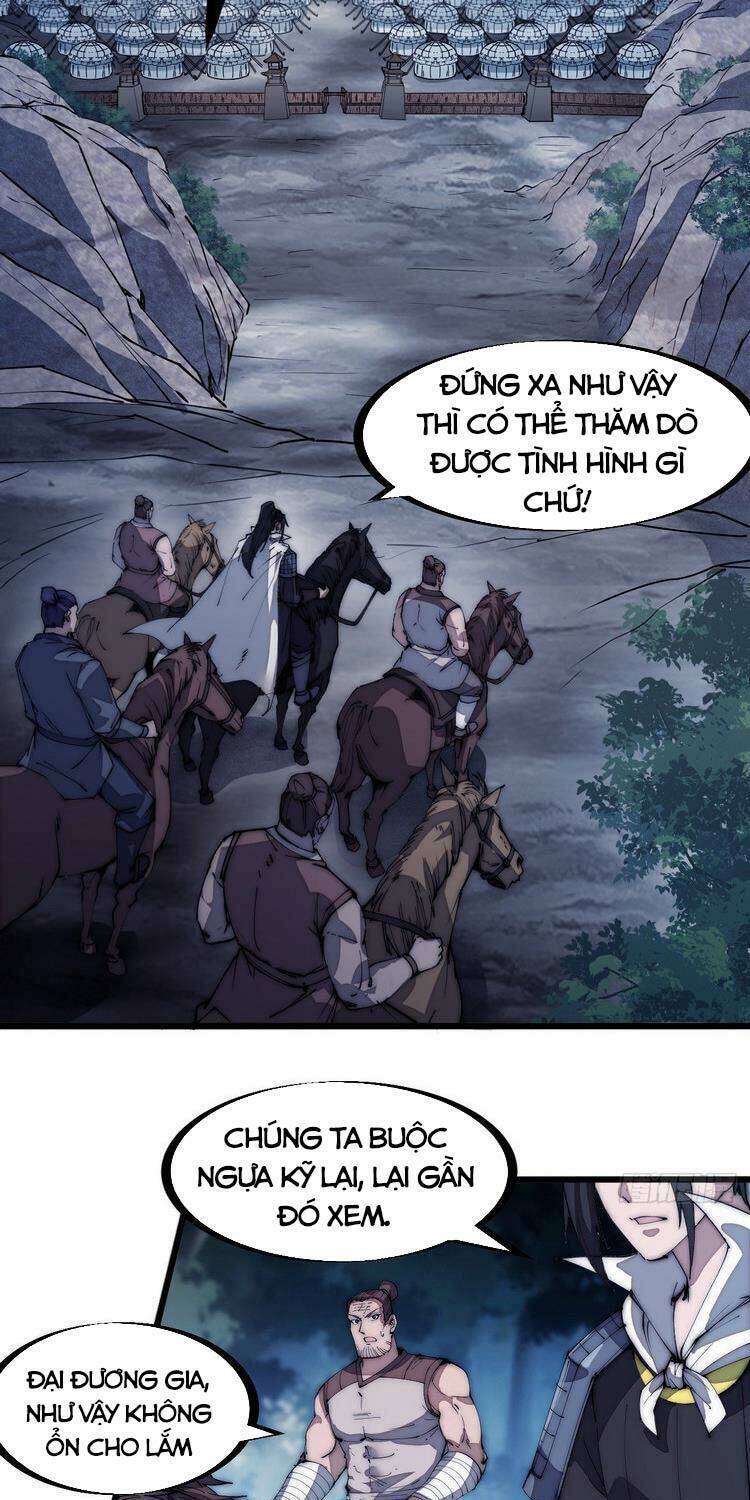 ĐỨNG XA NHƯ VẬY
THÌ CÓ THỂ THĂM DÒ
ĐƯỢC TÌNH HÌNH GÌ
CHỨ!
CHÚNG TA BUỘC
NGỰA KỸ LẠI, LẠI GẦN
ĐÓ XEM.
ĐẠI ĐƯƠNG GIA,
NHƯ VẬY KHÔNG
ỔN CHO LẮM